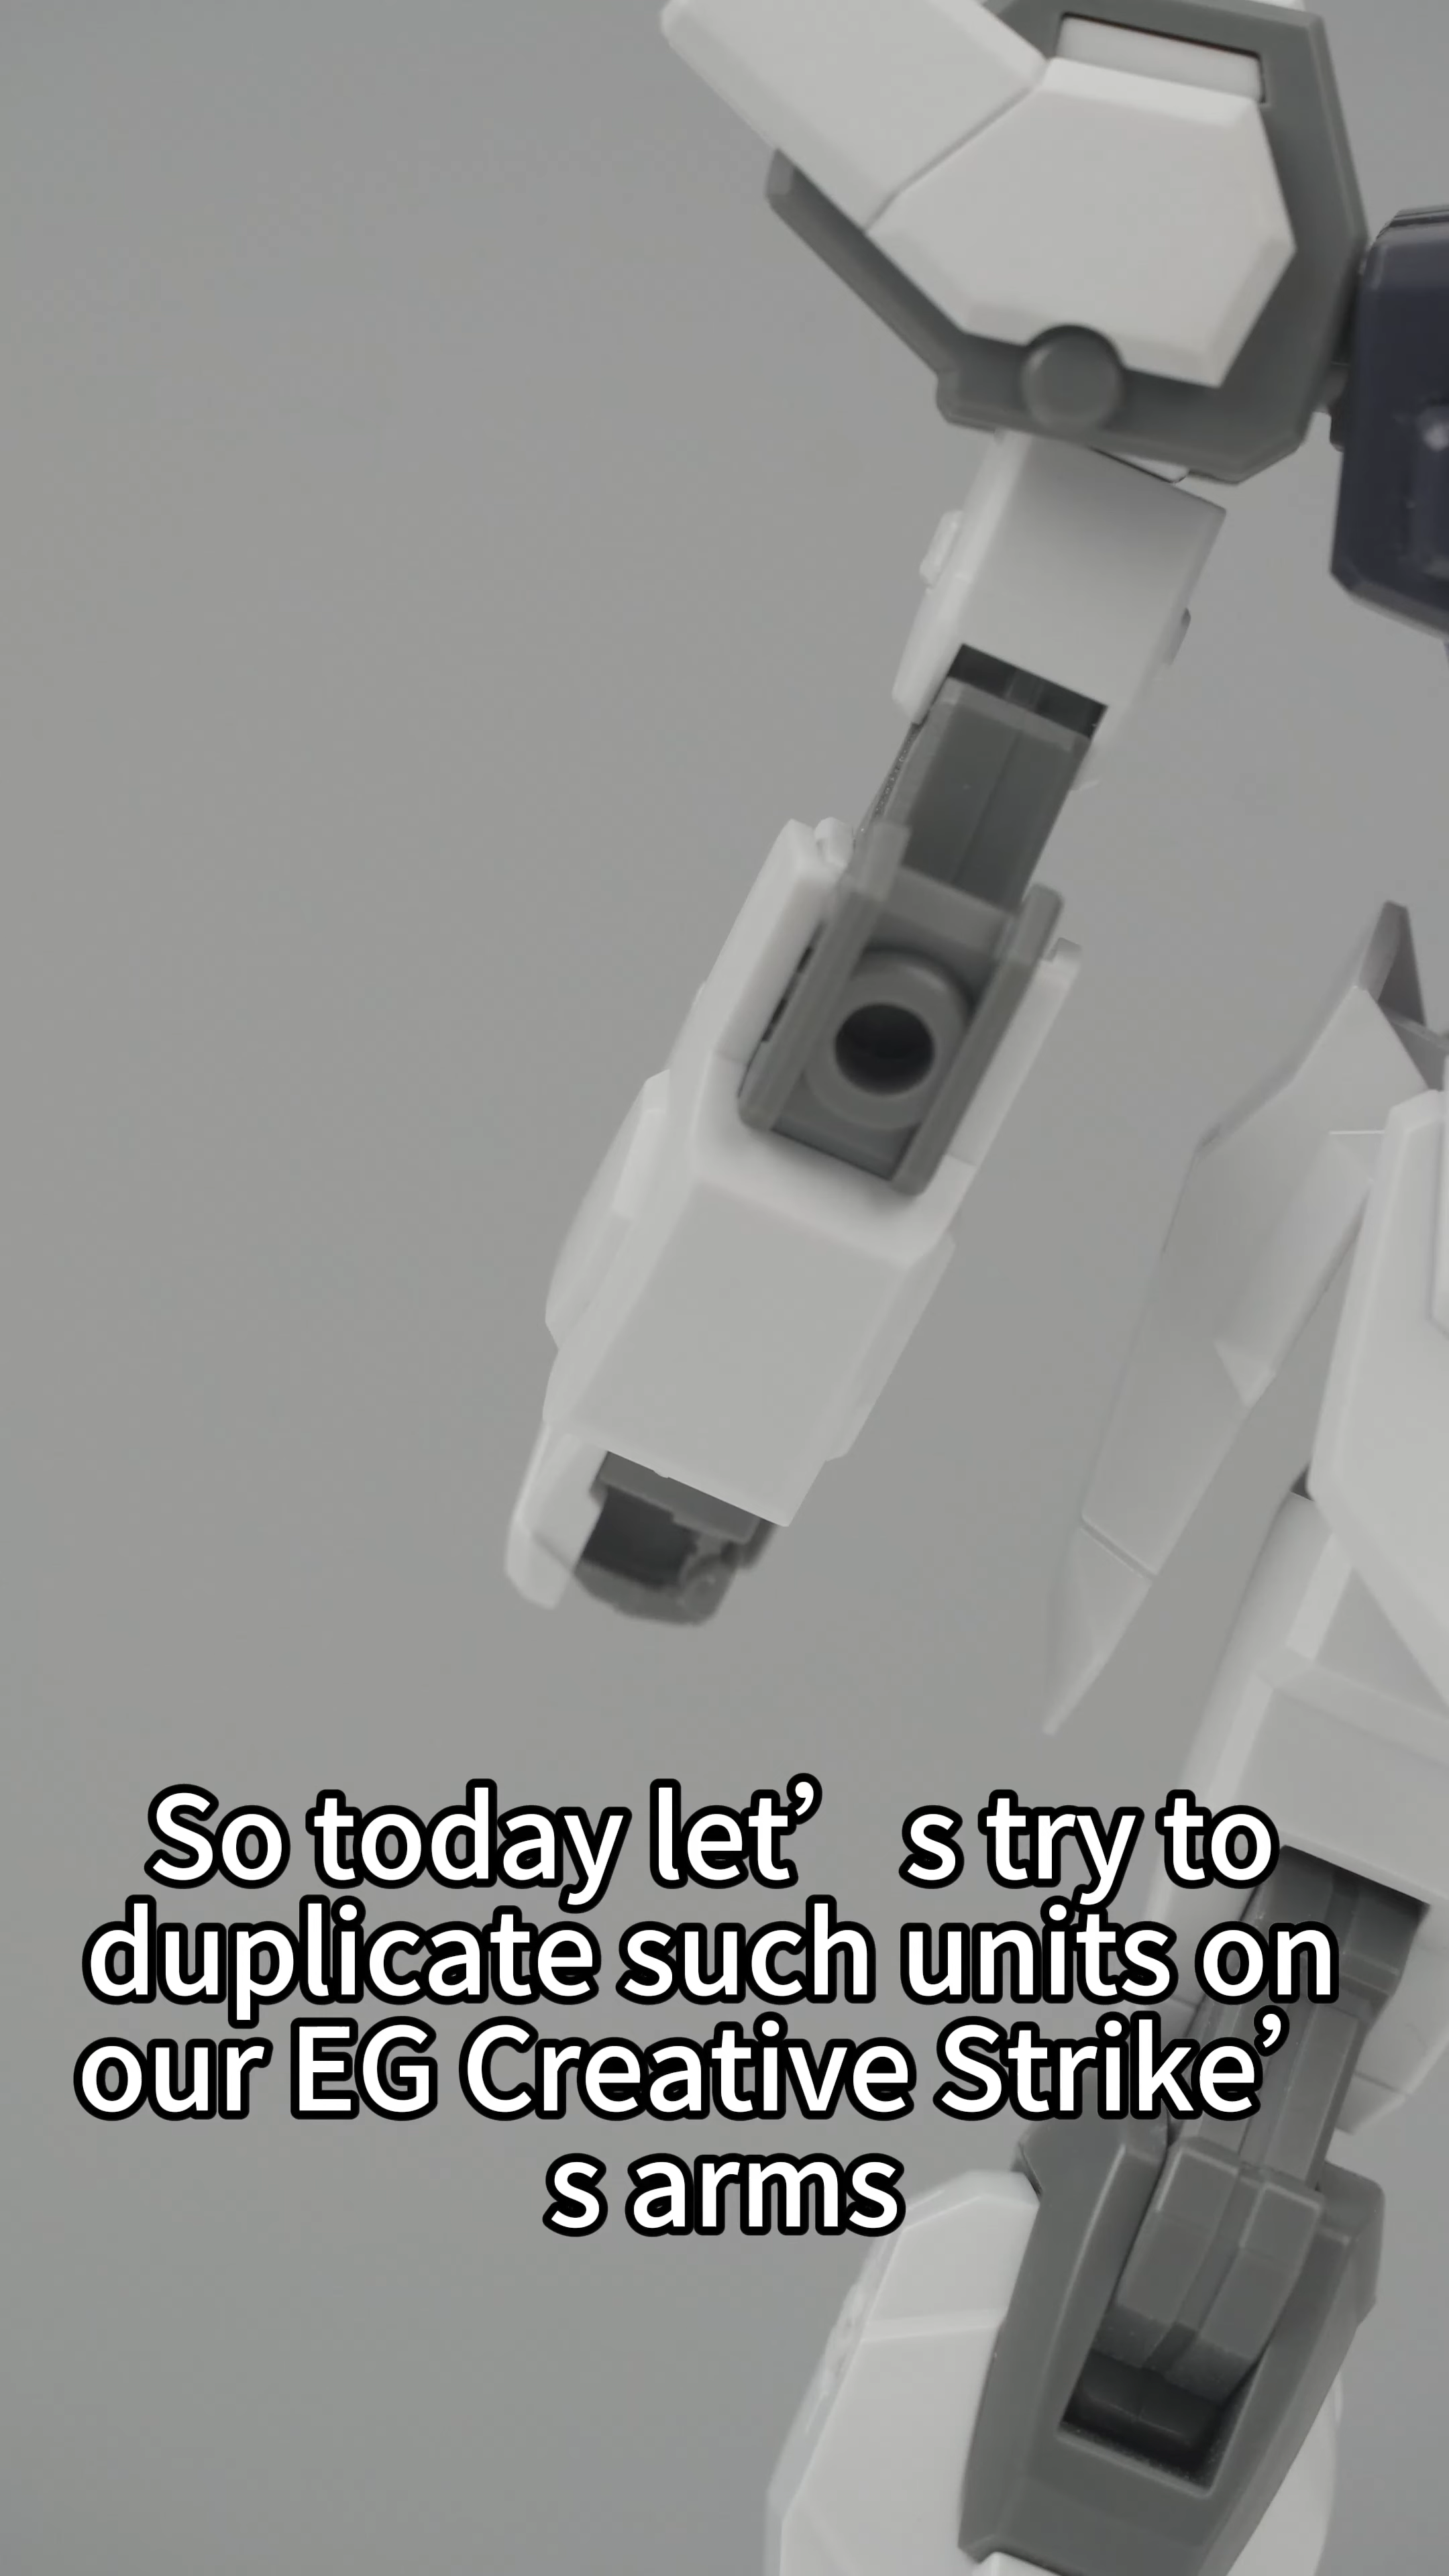 So today let’ s try to
duplicate such units on
our EG Creative Strike’
s arms